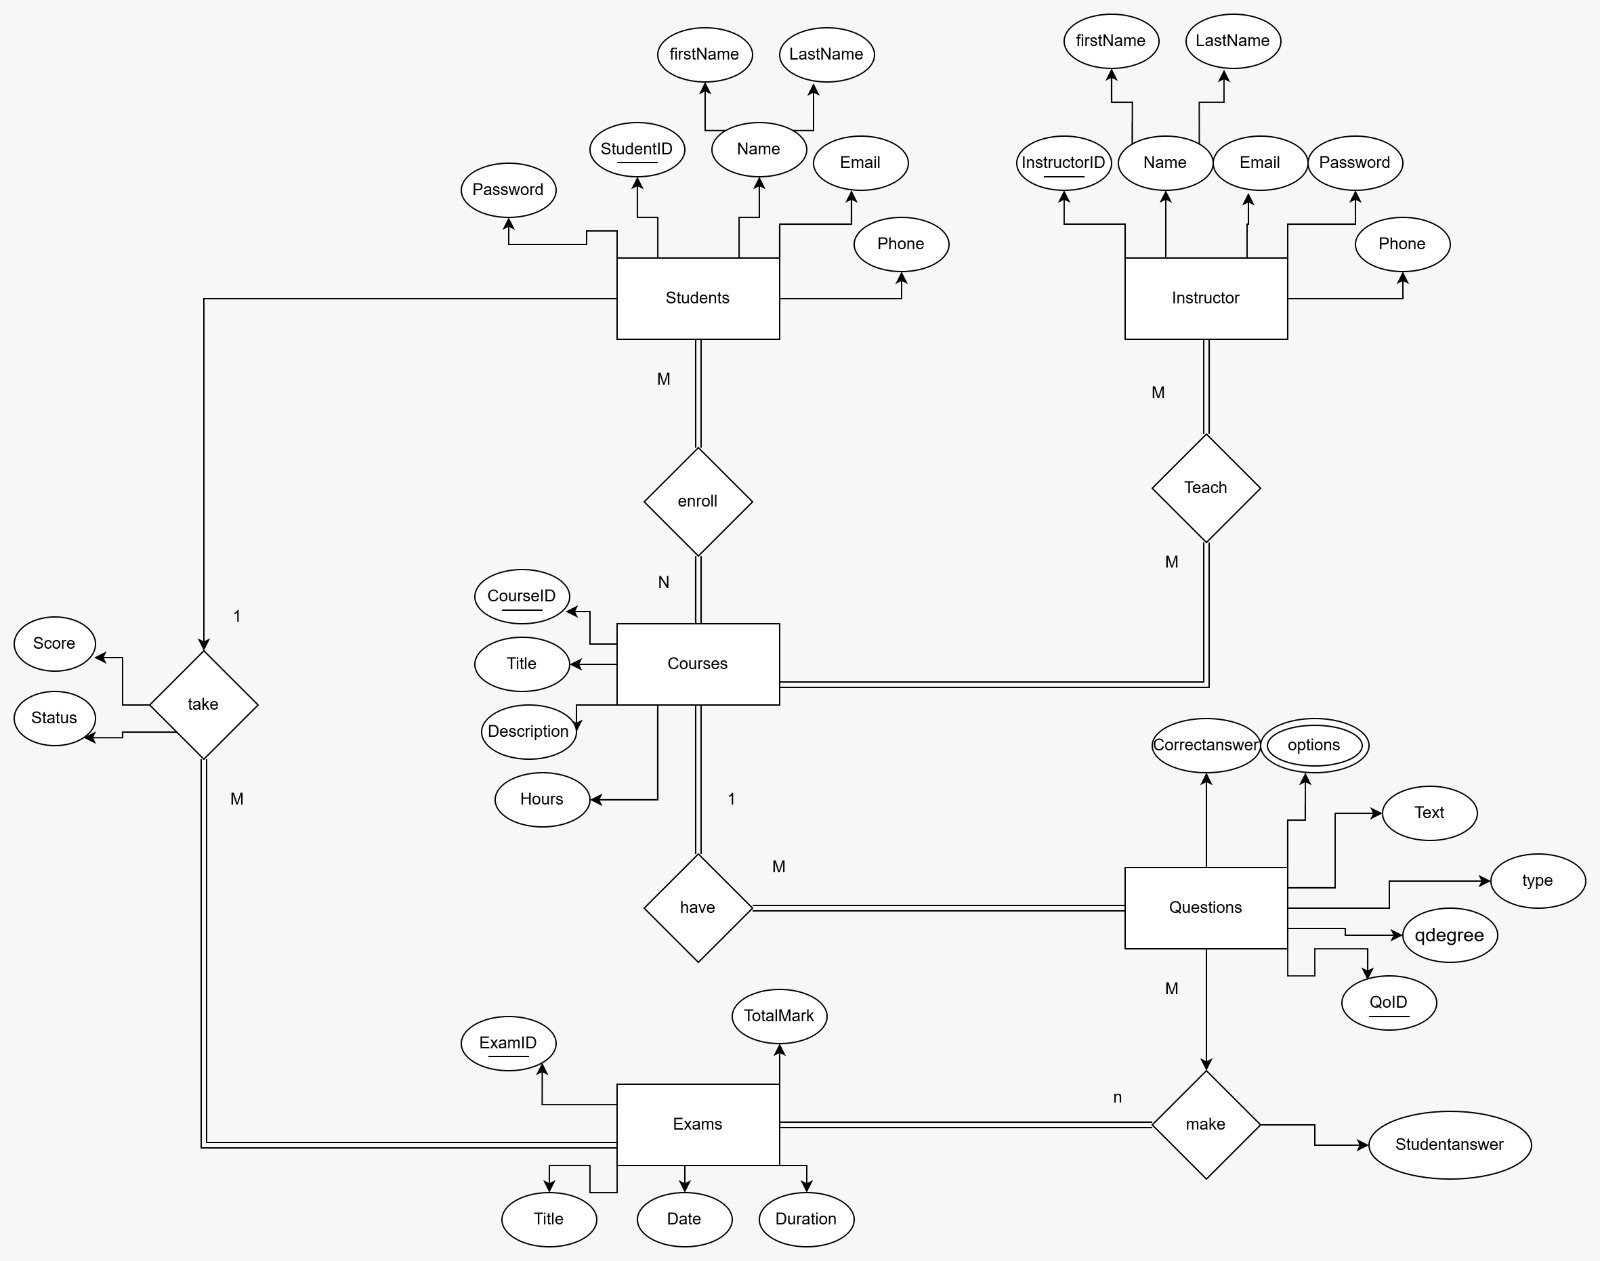 firstName
LastName
firstName
LastName
StudentID
Name
Email
Password
InstructorID
Name
Email
Password
Phone
Phone
Students
Instructor
M
M
enroll
Teach
N
M
CourseID
1
Score
Title
Courses
Status
take
Description
Correctanswer
options
M
Hours
1
Text
M
type
have
Questions
qdegree
M
QoID
TotalMark
ExamID
n
Exams
make
Studentanswer
Title
Date
Duration